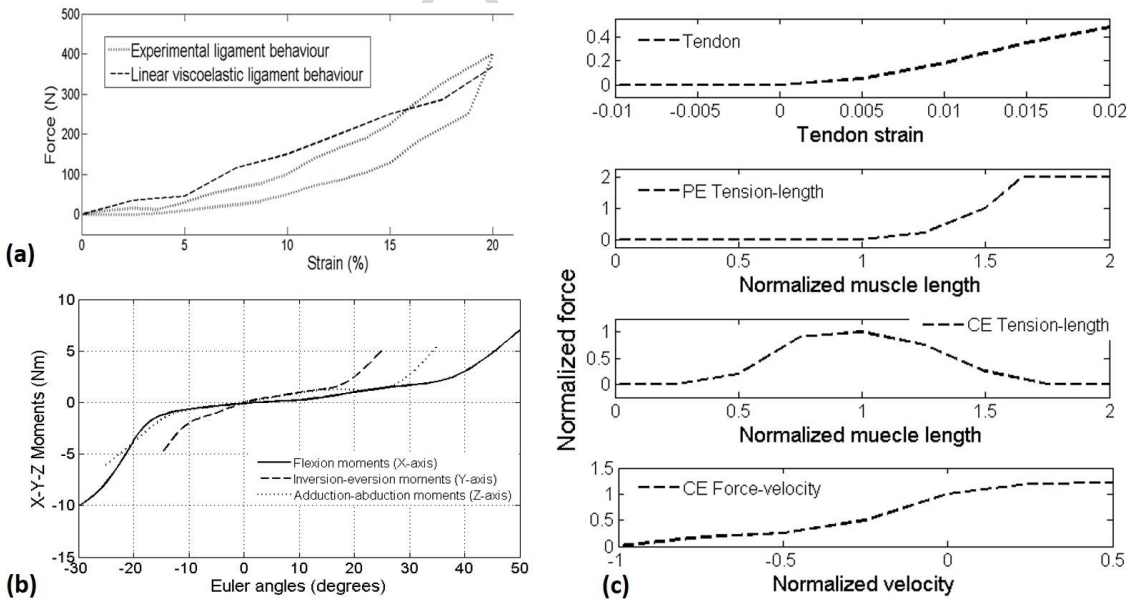 500
400
300
200
100
0
Force (N)
Experimental ligament behaviour
Linear viscoelastic ligament behaviour
0 5 10 15 20
Strain (%)
(a)
10
5
0
-5
-10
-15
X-Y-Z Moments (Nm)
Flexion moments (X-axis)
Inversion-eversion moments (Y-axis)
Adduction-abduction moments (Z-axis)
-30 -20 -10 0 10 20 30 40 50
Euler angles (degrees)
(b)
Normalized force
0.4
0.2
0
Tendon
-0.01 -0.005 0 0.005 0.01 0.015 0.02
Tendon strain
2
1
0
PE Tension-length
0 0.5 1 1.5 2
Normalized muscle length
1
0.5
0
CE Tension-length
0 0.5 1 1.5 2
Normalized muecle length
1.5
1
0.5
0
CE Force-velocity
-1 -0.5 0 0.5
Normalized velocity
(c)